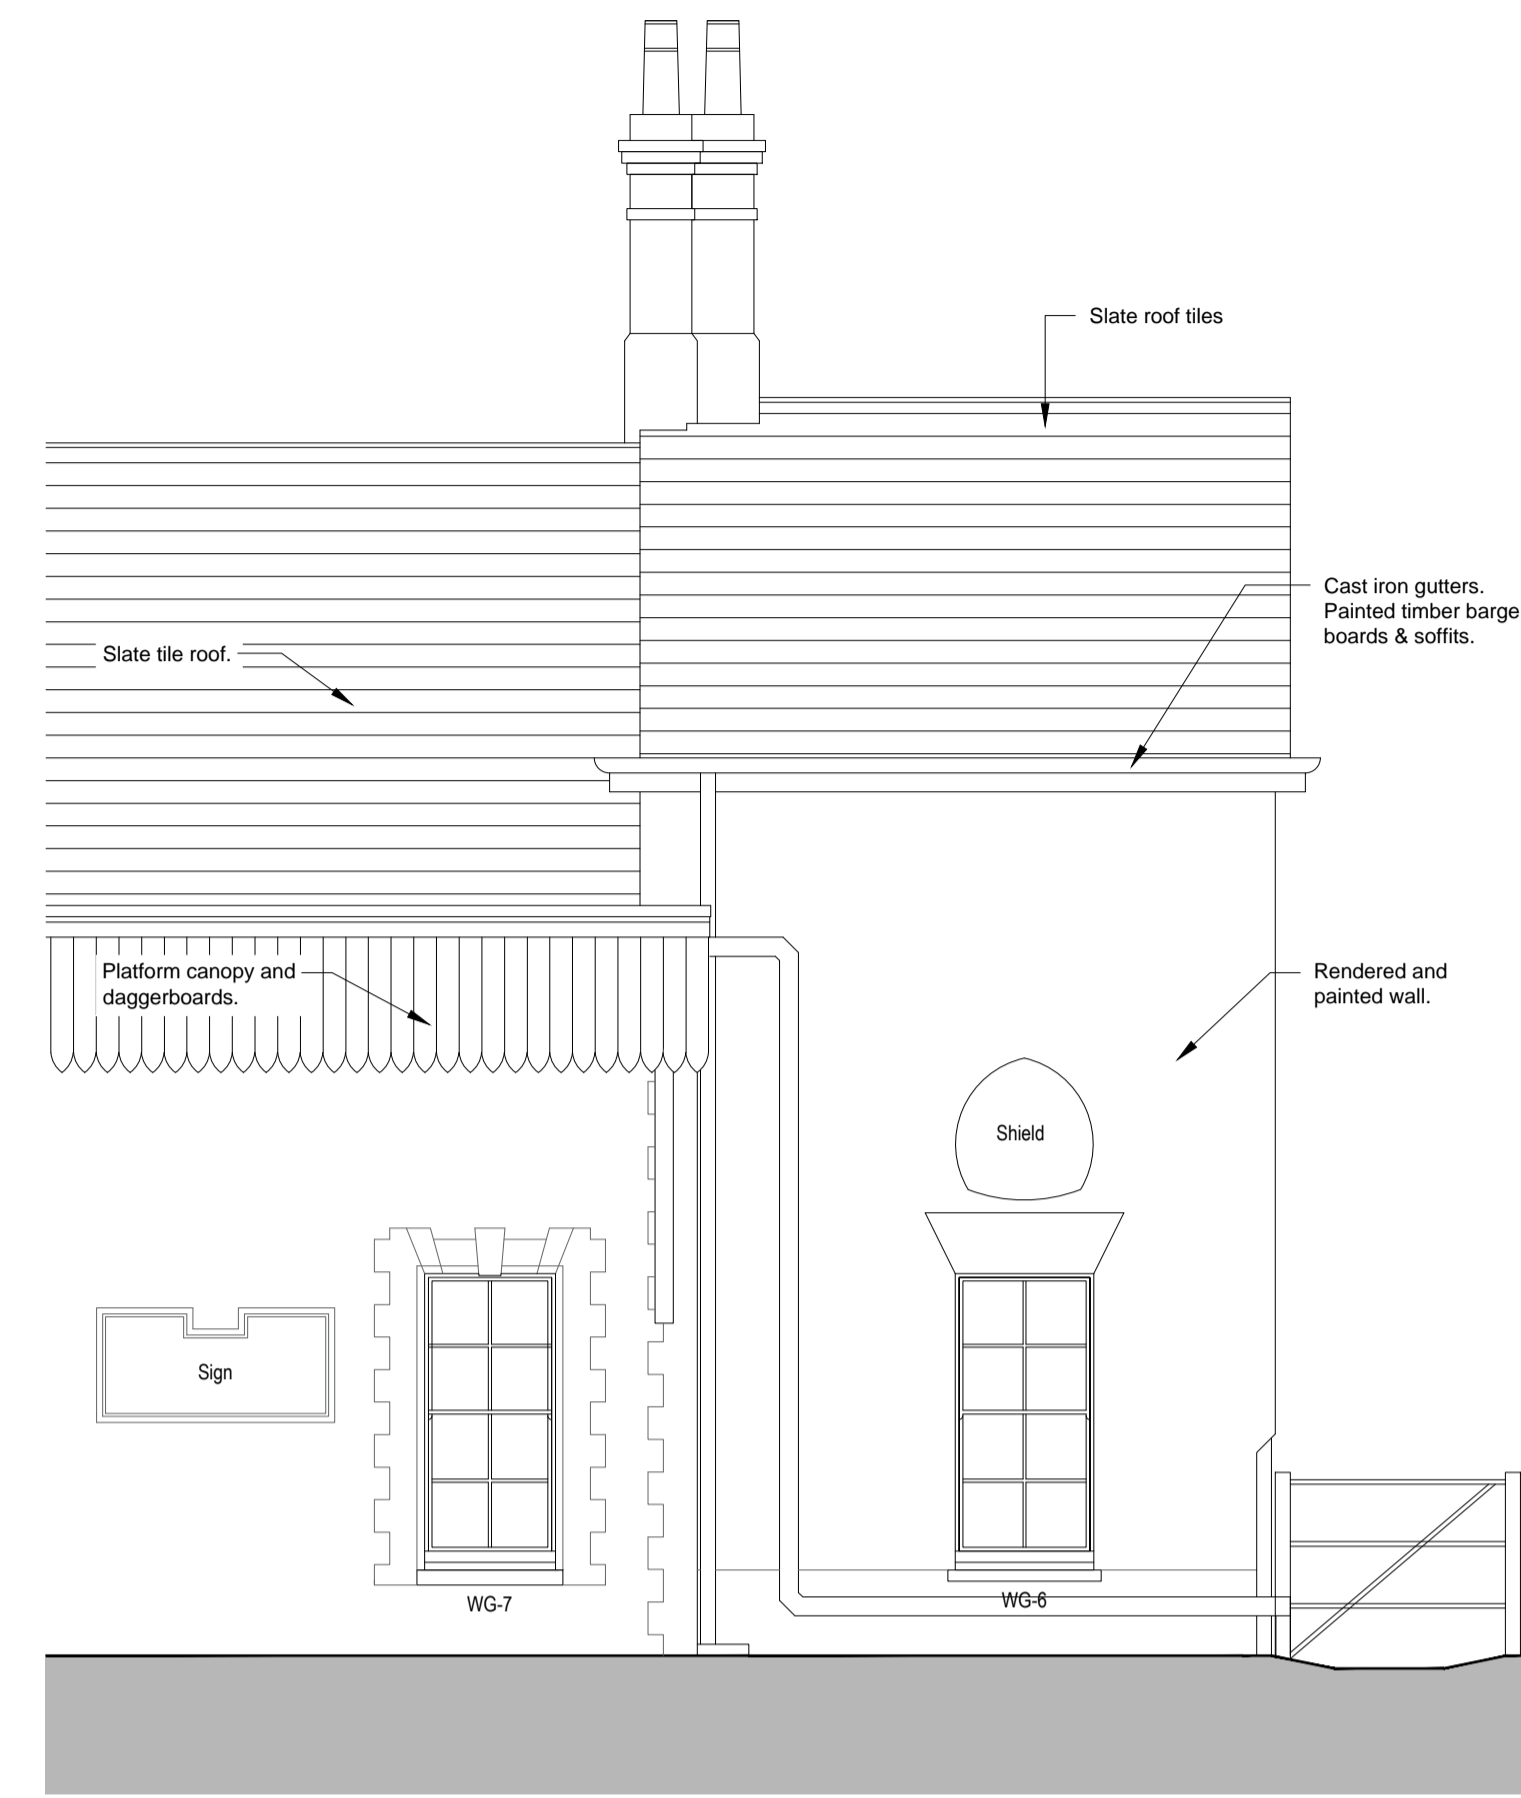 Slate roof tiles
Cast iron gutters.
Painted timber barge
boards & soffits.
Slate tile roof.
Platform canopy and
daggerboards.
Rendered and
painted wall.
Shield
Sign
WG-7
WG-6